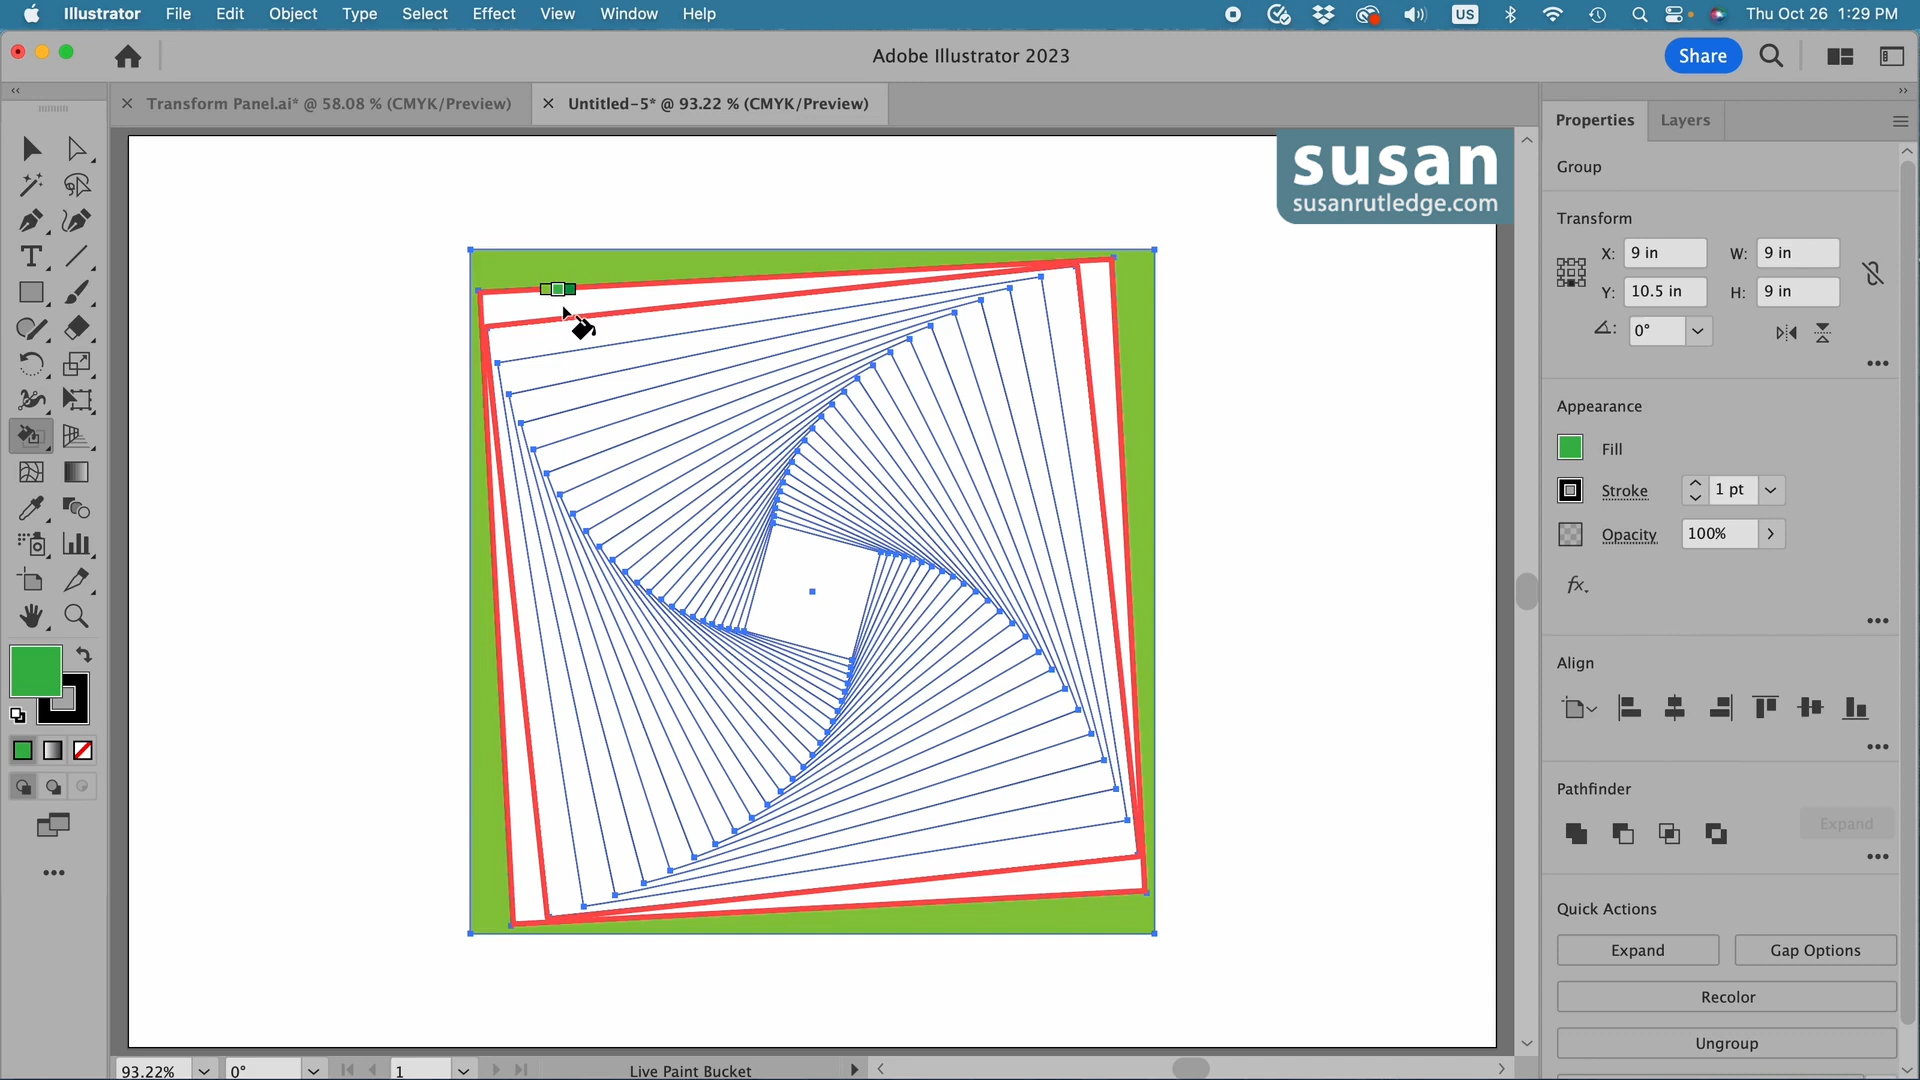 Illustrator File Edit Object Type Select Effect View Window Help US Thu Oct 26 1:29 PM
Adobe Illustrator 2023
Share
Transform Panel.ai* @ 58.08 % (CMYK/Preview)
Untitled-5* @ 93.22 % (CMYK/Preview)
susan
susanrutledge.com
Properties Layers
Group
Transform
X: 9 in W: 9 in
Y: 10.5 in H: 9 in
0°
Appearance
Fill
Stroke 1 pt
Opacity 100%
fx
Align
Pathfinder
Expand
Quick Actions
Expand Gap Options
Recolor
Ungroup
93.22% 0° 1 Live Paint Bucket